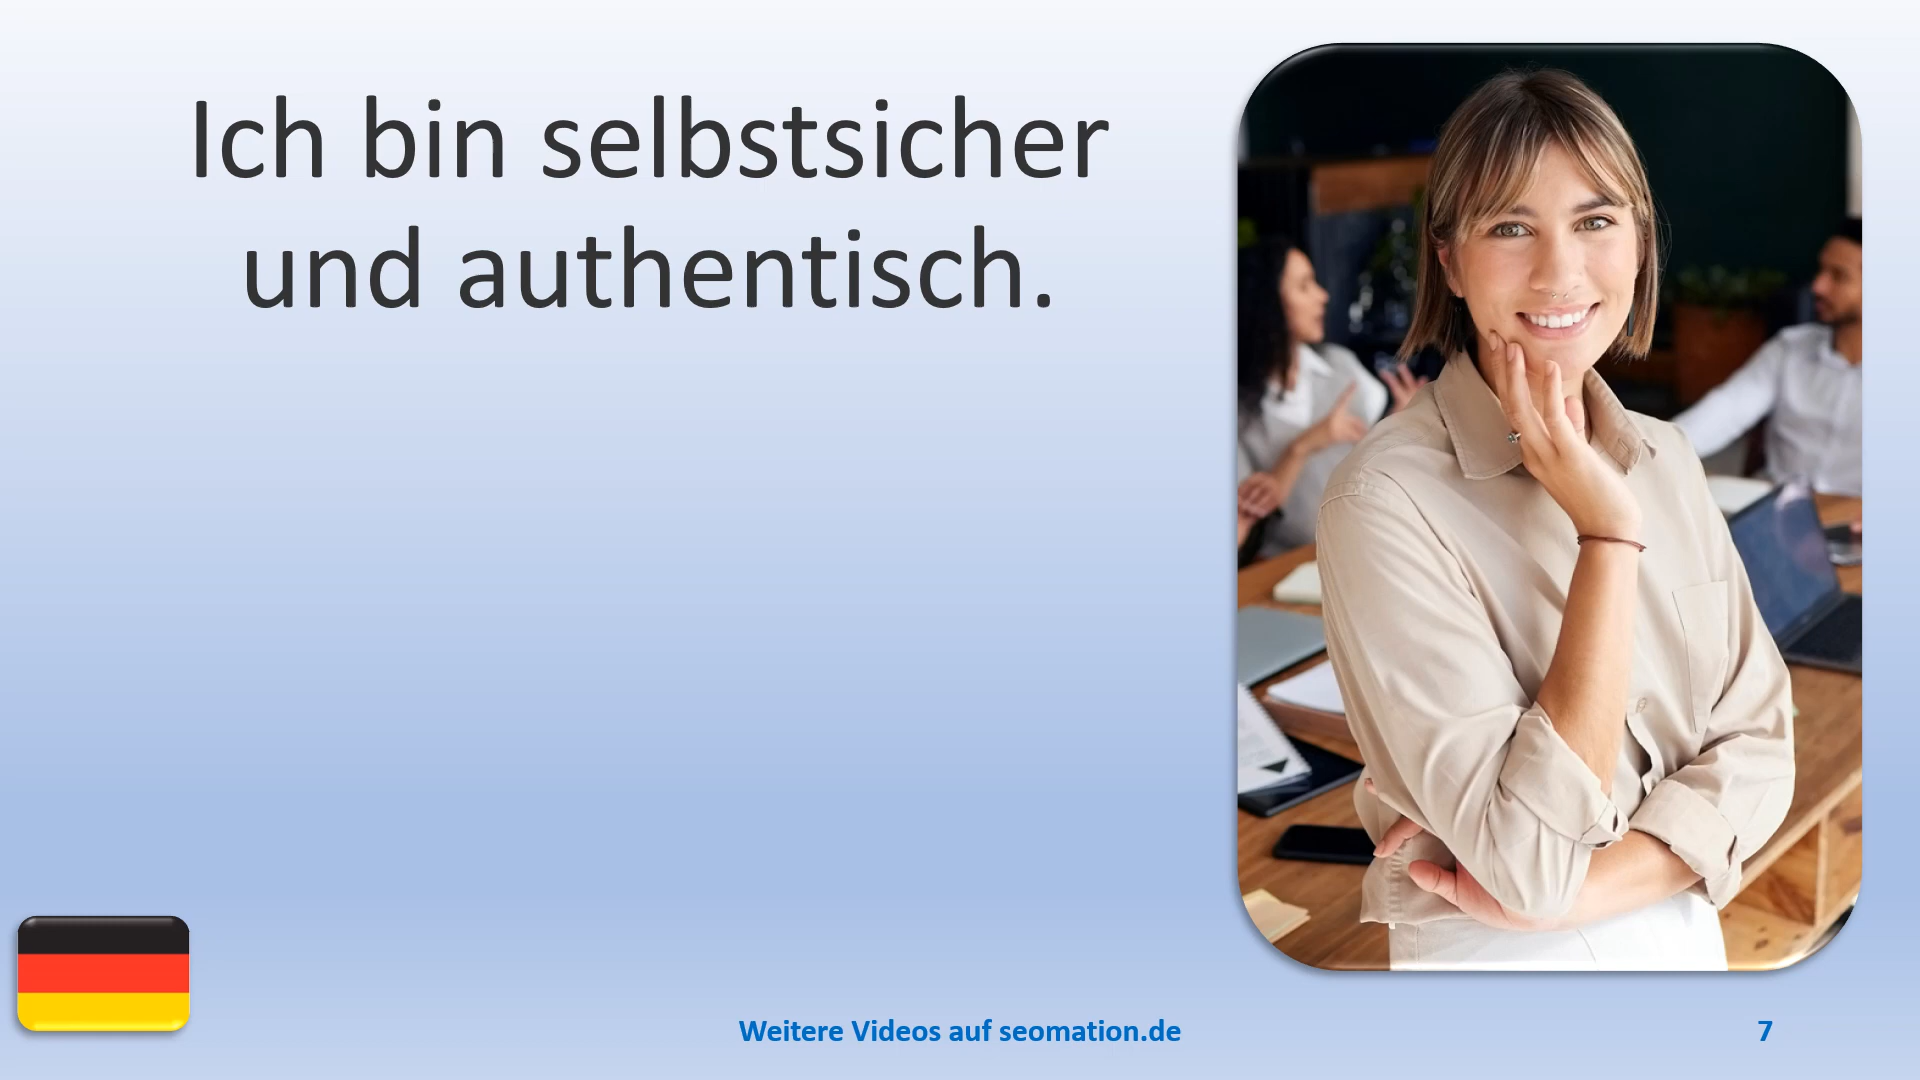 Ich bin selbstsicher
und authentisch.
Weitere Videos auf seomation.de
7